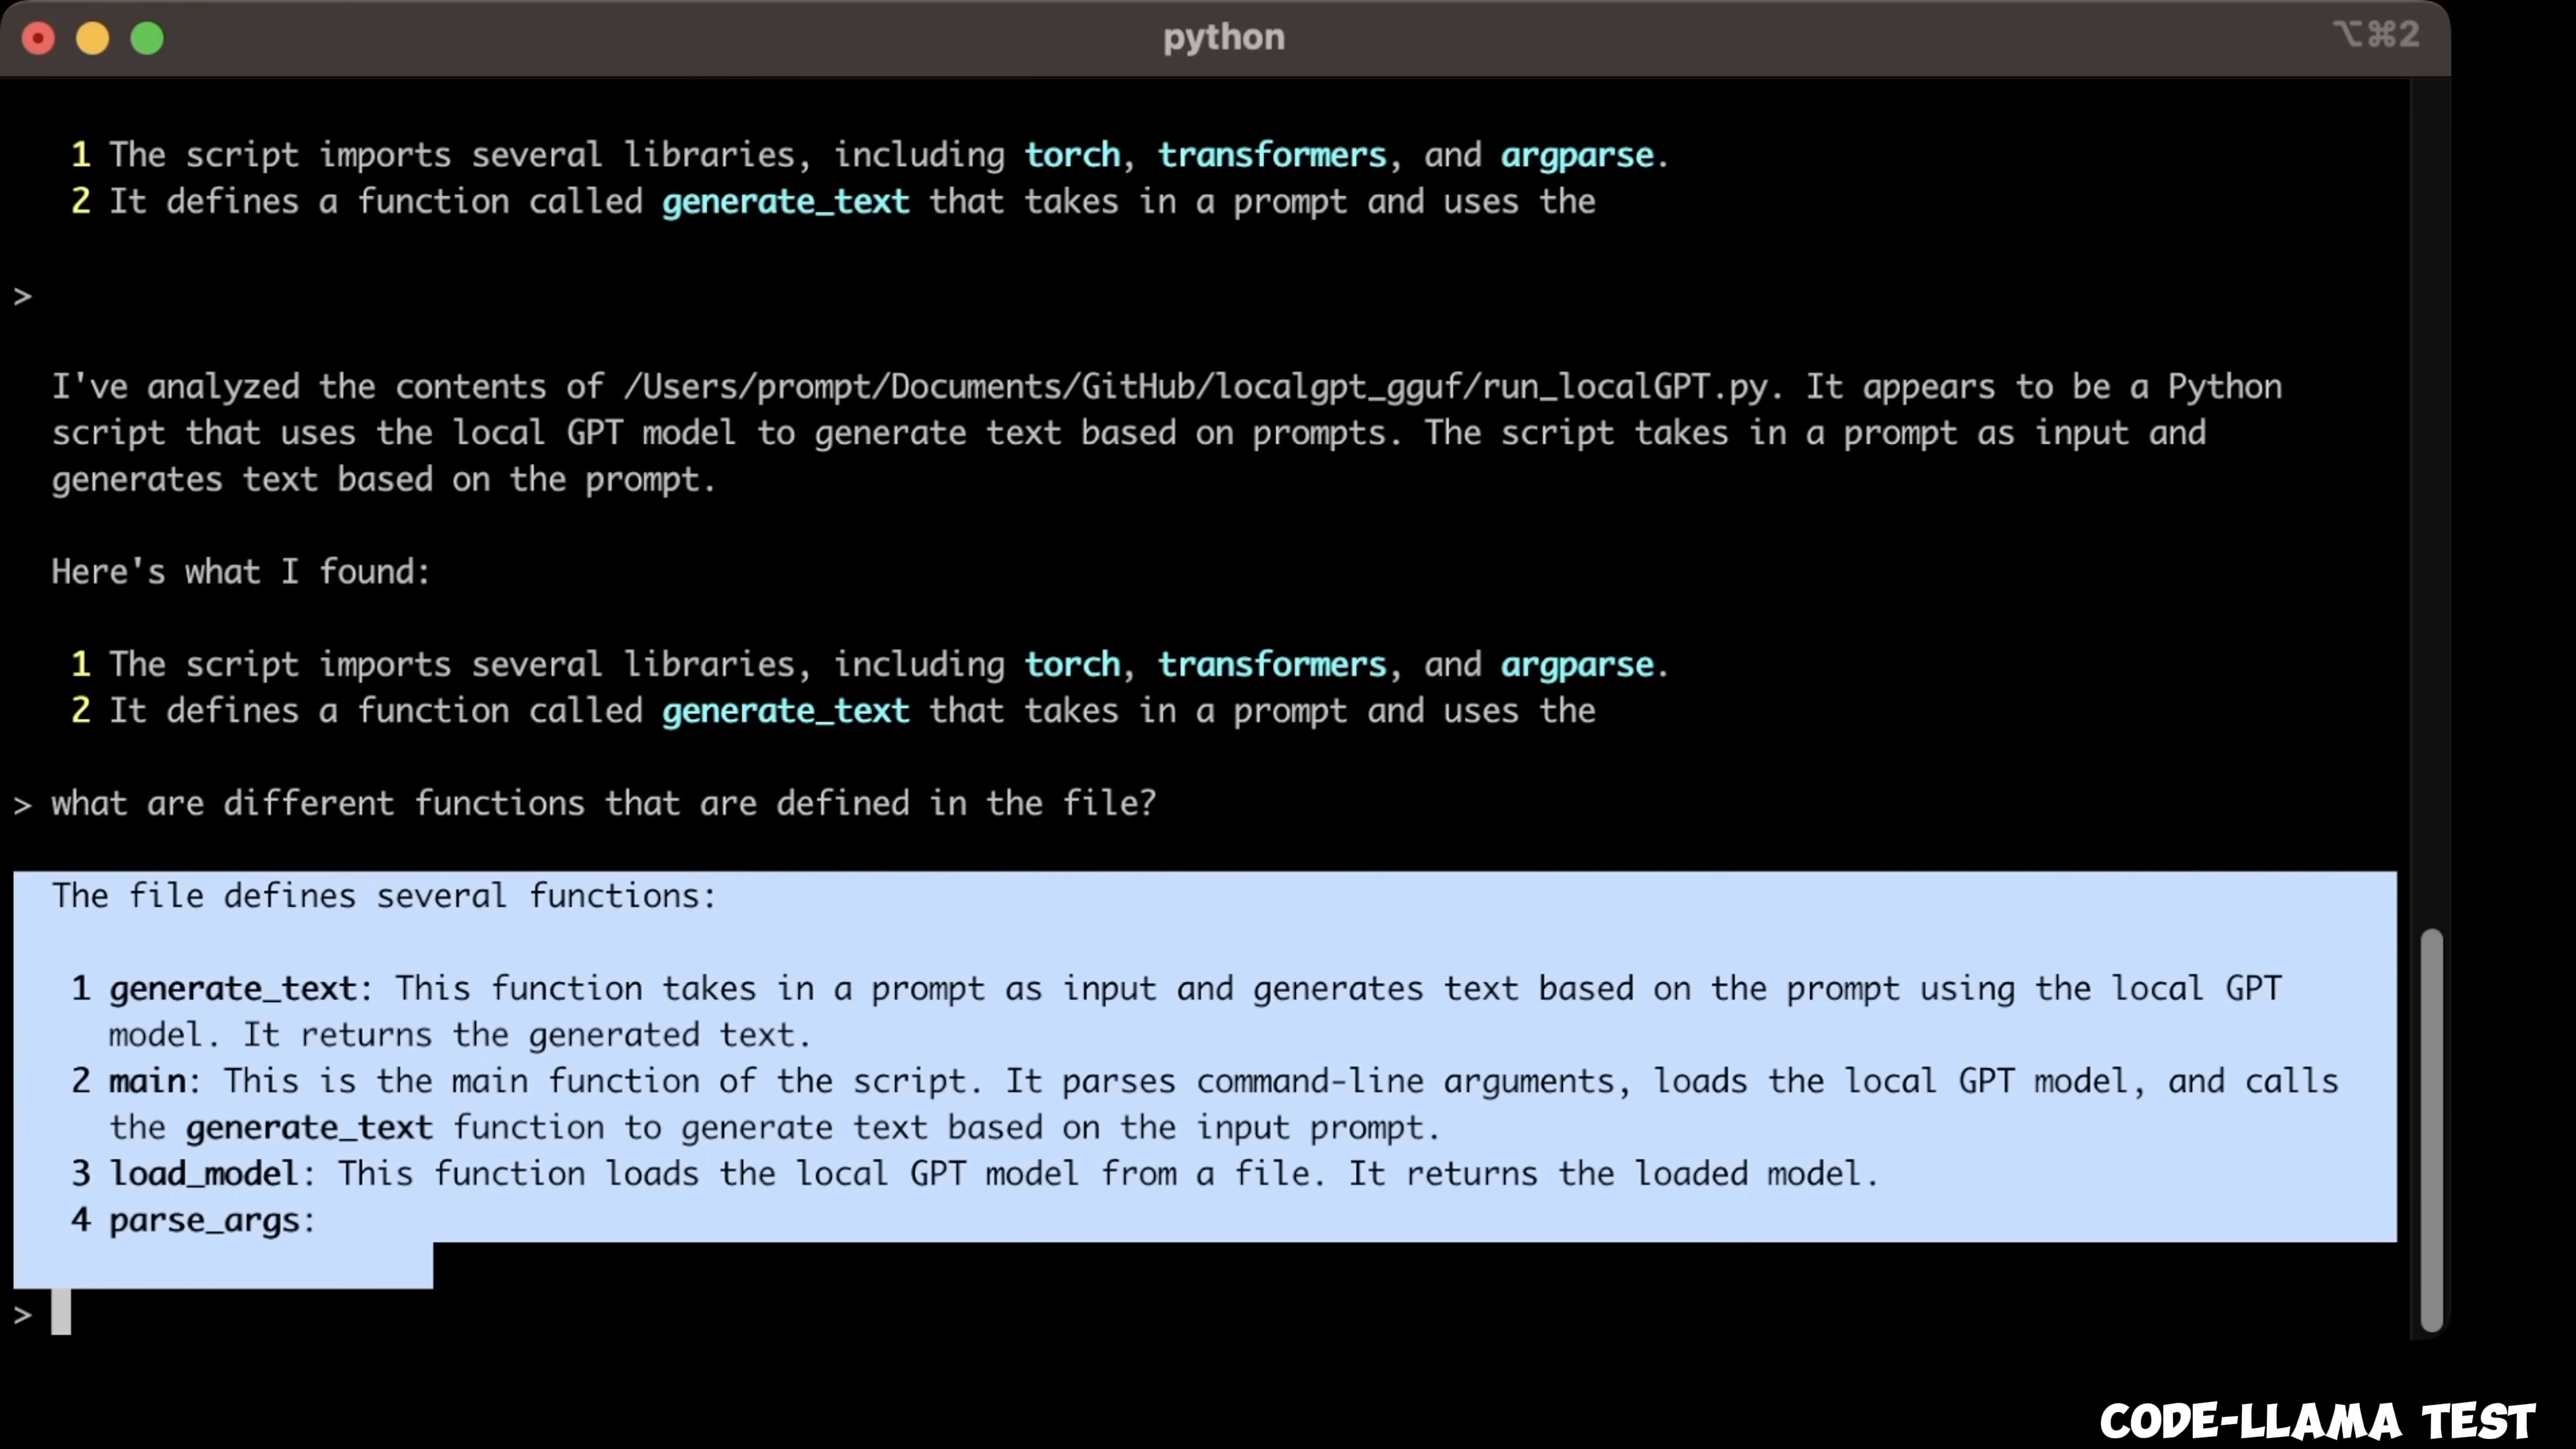 python
⌥⌘2
1 The script imports several libraries, including torch, transformers, and argparse.
2 It defines a function called generate_text that takes in a prompt and uses the
>
I've analyzed the contents of /Users/prompt/Documents/GitHub/localgpt_gguf/run_localGPT.py. It appears to be a Python
script that uses the local GPT model to generate text based on prompts. The script takes in a prompt as input and
generates text based on the prompt.
Here's what I found:
1 The script imports several libraries, including torch, transformers, and argparse.
2 It defines a function called generate_text that takes in a prompt and uses the
> what are different functions that are defined in the file?
The file defines several functions:
1 generate_text: This function takes in a prompt as input and generates text based on the prompt using the local GPT
model. It returns the generated text.
2 main: This is the main function of the script. It parses command-line arguments, loads the local GPT model, and calls
the generate_text function to generate text based on the input prompt.
3 load_model: This function loads the local GPT model from a file. It returns the loaded model.
4 parse_args:
>
CODE-LLAMA TEST